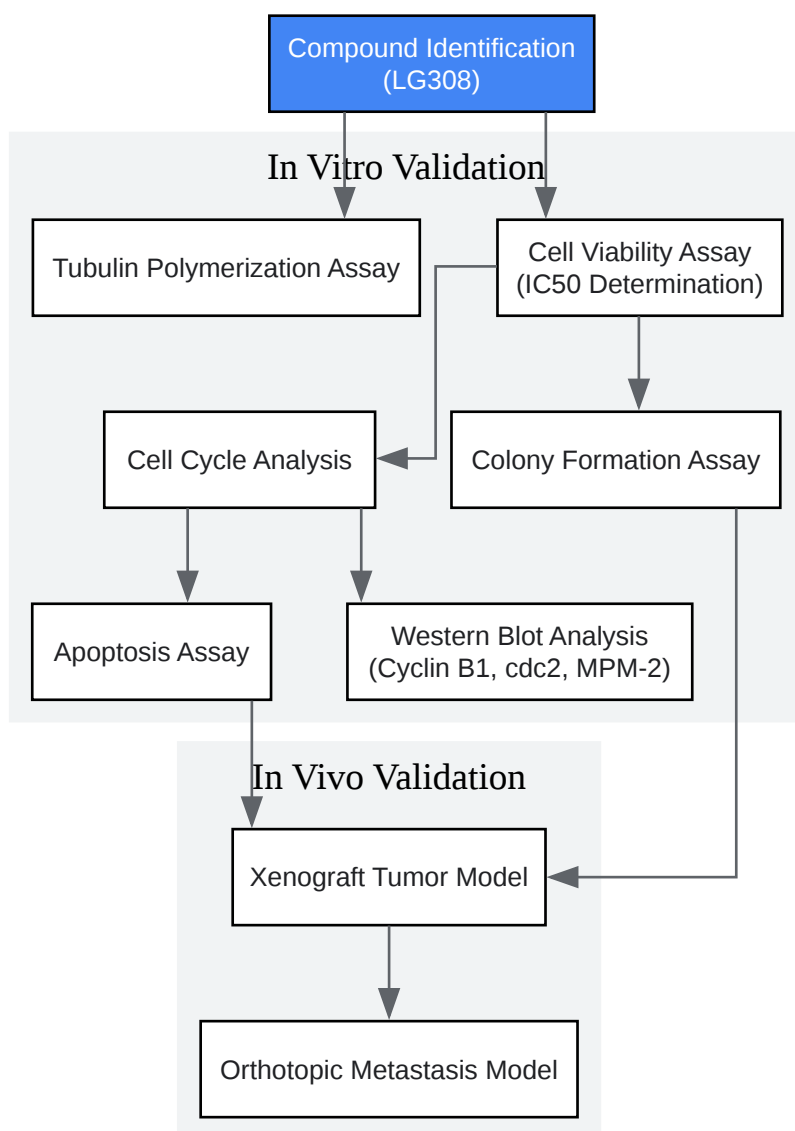 Compound Identification
(LG308)
In Vitro Validation
Tubulin Polymerization Assay
Cell Viability Assay
(IC50 Determination)
Cell Cycle Analysis
Colony Formation Assay
Apoptosis Assay
Western Blot Analysis
(Cyclin B1, cdc2, MPM-2)
In Vivo Validation
Xenograft Tumor Model
Orthotopic Metastasis Model